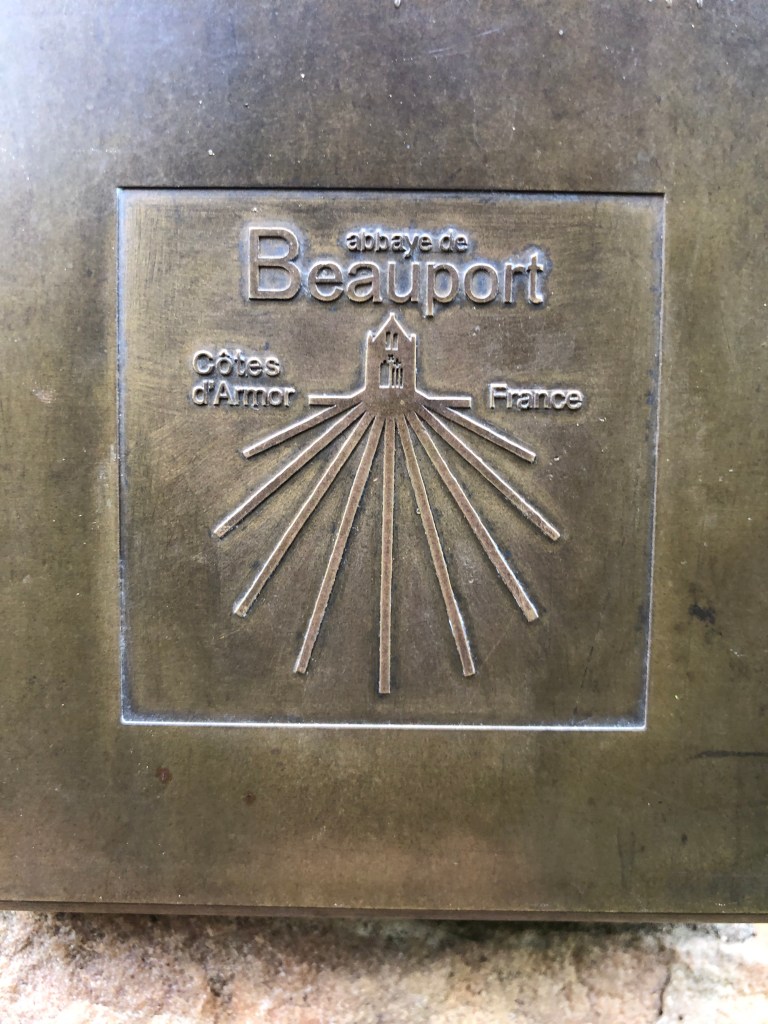 abbaye de
Beauport
Côtes
d'Armor
France